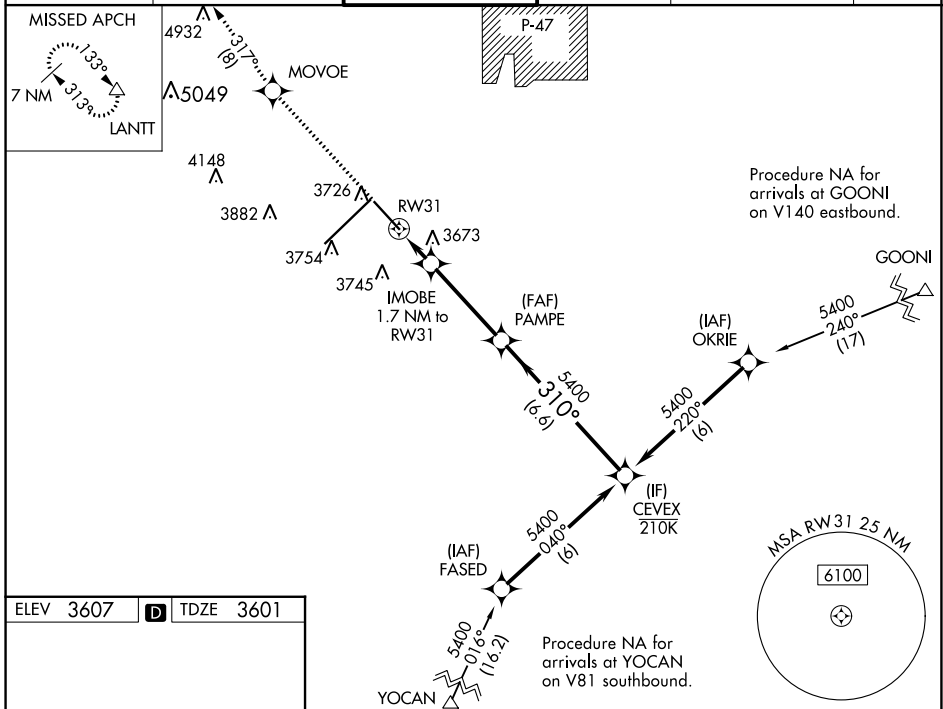 MISSED APCH
133°
7 NM
313°
LANTT
4932
317°
(8)
5049
MOVOE
P-47
4148
3882
3726
RW31
3673
3754
3745
IMOBE
1.7 NM to
RW31
(FAF)
PAMPE
Procedure NA for
arrivals at GOONI
on V140 eastbound.
GOONI
5400
240°
(17)
(IAF)
OKRIE
5400
220°
(6)
5400
310°
(6.6)
(IF)
CEVEX
210K
5400
040°
(6)
(IAF)
FASED
5400
016°
(16.2)
YOCAN
Procedure NA for
arrivals at YOCAN
on V81 southbound.
MSA RW31 25 NM
6100
ELEV 3607 D TDZE 3601